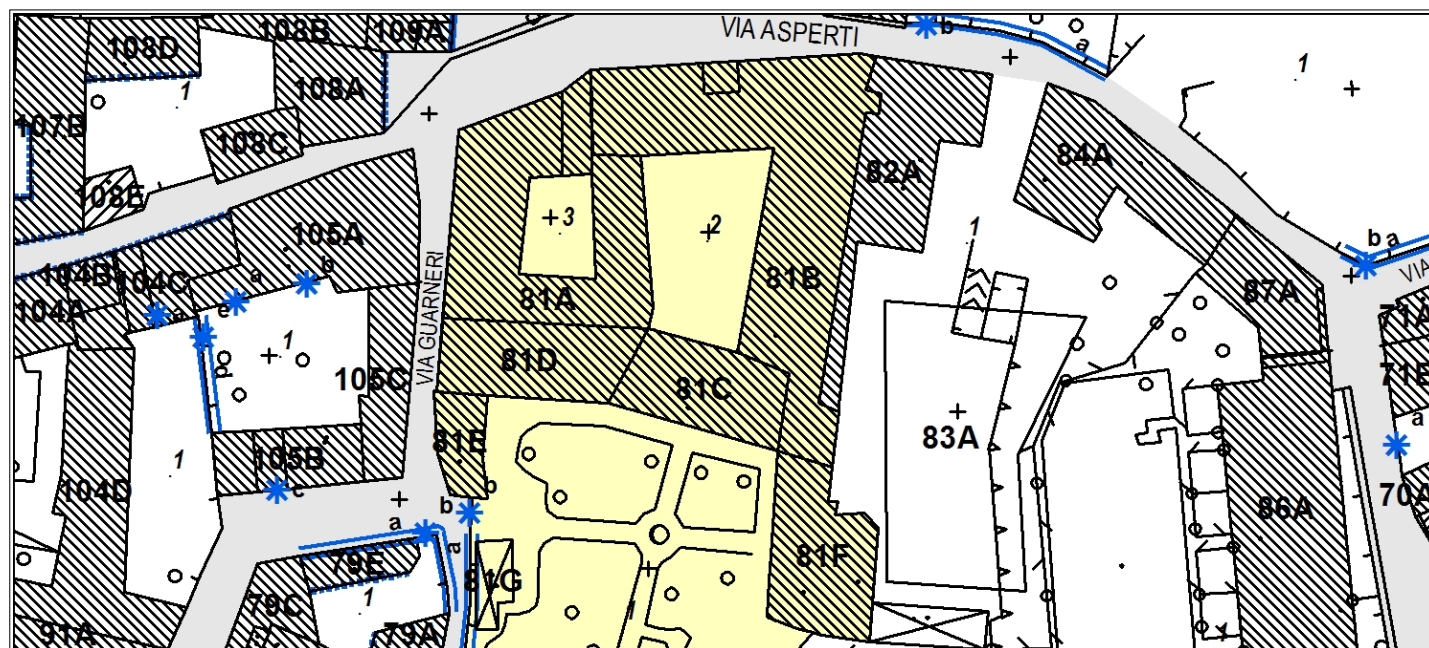 VIA ASPERTI
108D
108B
109A
b
a
1
1
108A
107B
108C
84A
82A
108E
3
2
1
105A
b a
VIA GUARNERI
VIA
104B
104C
a
b
81B
87A
104A
a
e
81A
71A
1
d
105C
81D
81C
71E
a
81E
83A
1
105B
c
104D
b
b
70A
86A
a
a
79E
81G
81F
1
79C
1
91A
79A
1